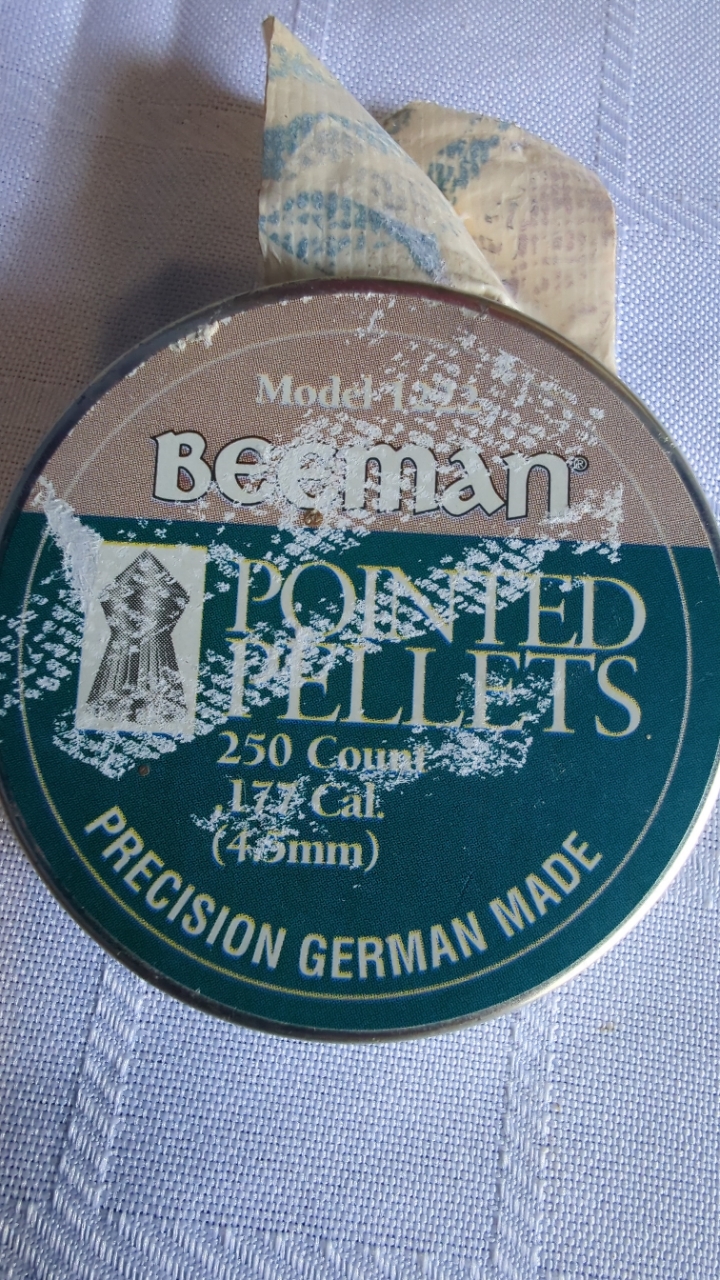 Model
Beeman®
POINTED
PELLETS
250 Count
.177 Cal.
(4.5mm)
PRECISION GERMAN MADE